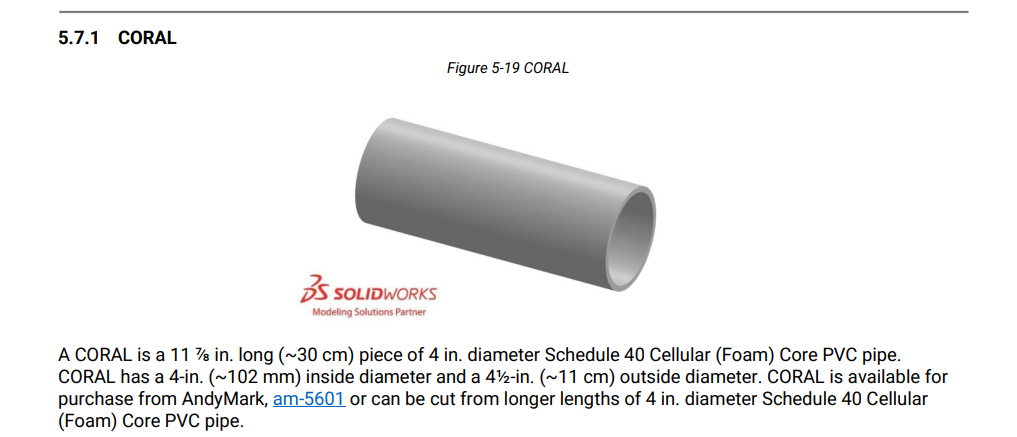 5.7.1 CORAL
Figure 5-19 CORAL
3DS SOLIDWORKS
Modeling Solutions Partner
A CORAL is a 11 ⅞ in. long (~30 cm) piece of 4 in. diameter Schedule 40 Cellular (Foam) Core PVC pipe.
CORAL has a 4-in. (~102 mm) inside diameter and a 4½-in. (~11 cm) outside diameter. CORAL is available for
purchase from AndyMark, am-5601 or can be cut from longer lengths of 4 in. diameter Schedule 40 Cellular
(Foam) Core PVC pipe.